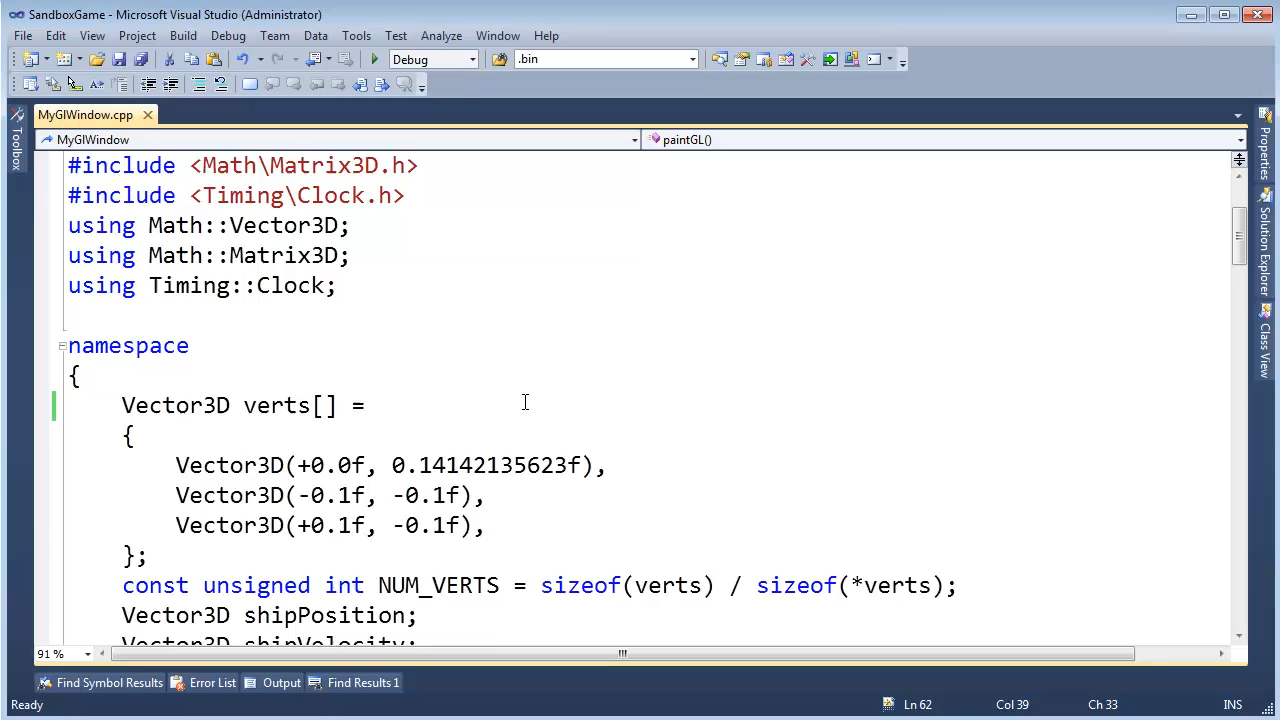 SandboxGame - Microsoft Visual Studio (Administrator)
File Edit View Project Build Debug Team Data Tools Test Analyze Window Help
Debug .bin
MyGlWindow.cpp
MyGlWindow paintGL()
Toolbox
#include <Math\Matrix3D.h>
#include <Timing\Clock.h>
using Math::Vector3D;
using Math::Matrix3D;
using Timing::Clock;
namespace
{
Vector3D verts[] =
{
Vector3D(+0.0f, 0.14142135623f),
Vector3D(-0.1f, -0.1f),
Vector3D(+0.1f, -0.1f),
};
const unsigned int NUM_VERTS = sizeof(verts) / sizeof(*verts);
Vector3D shipPosition;
Vector3D shipVelocity;
Properties
Solution Explorer
Class View
91 %
Find Symbol Results Error List Output Find Results 1
Ready Ln 62 Col 39 Ch 33 INS